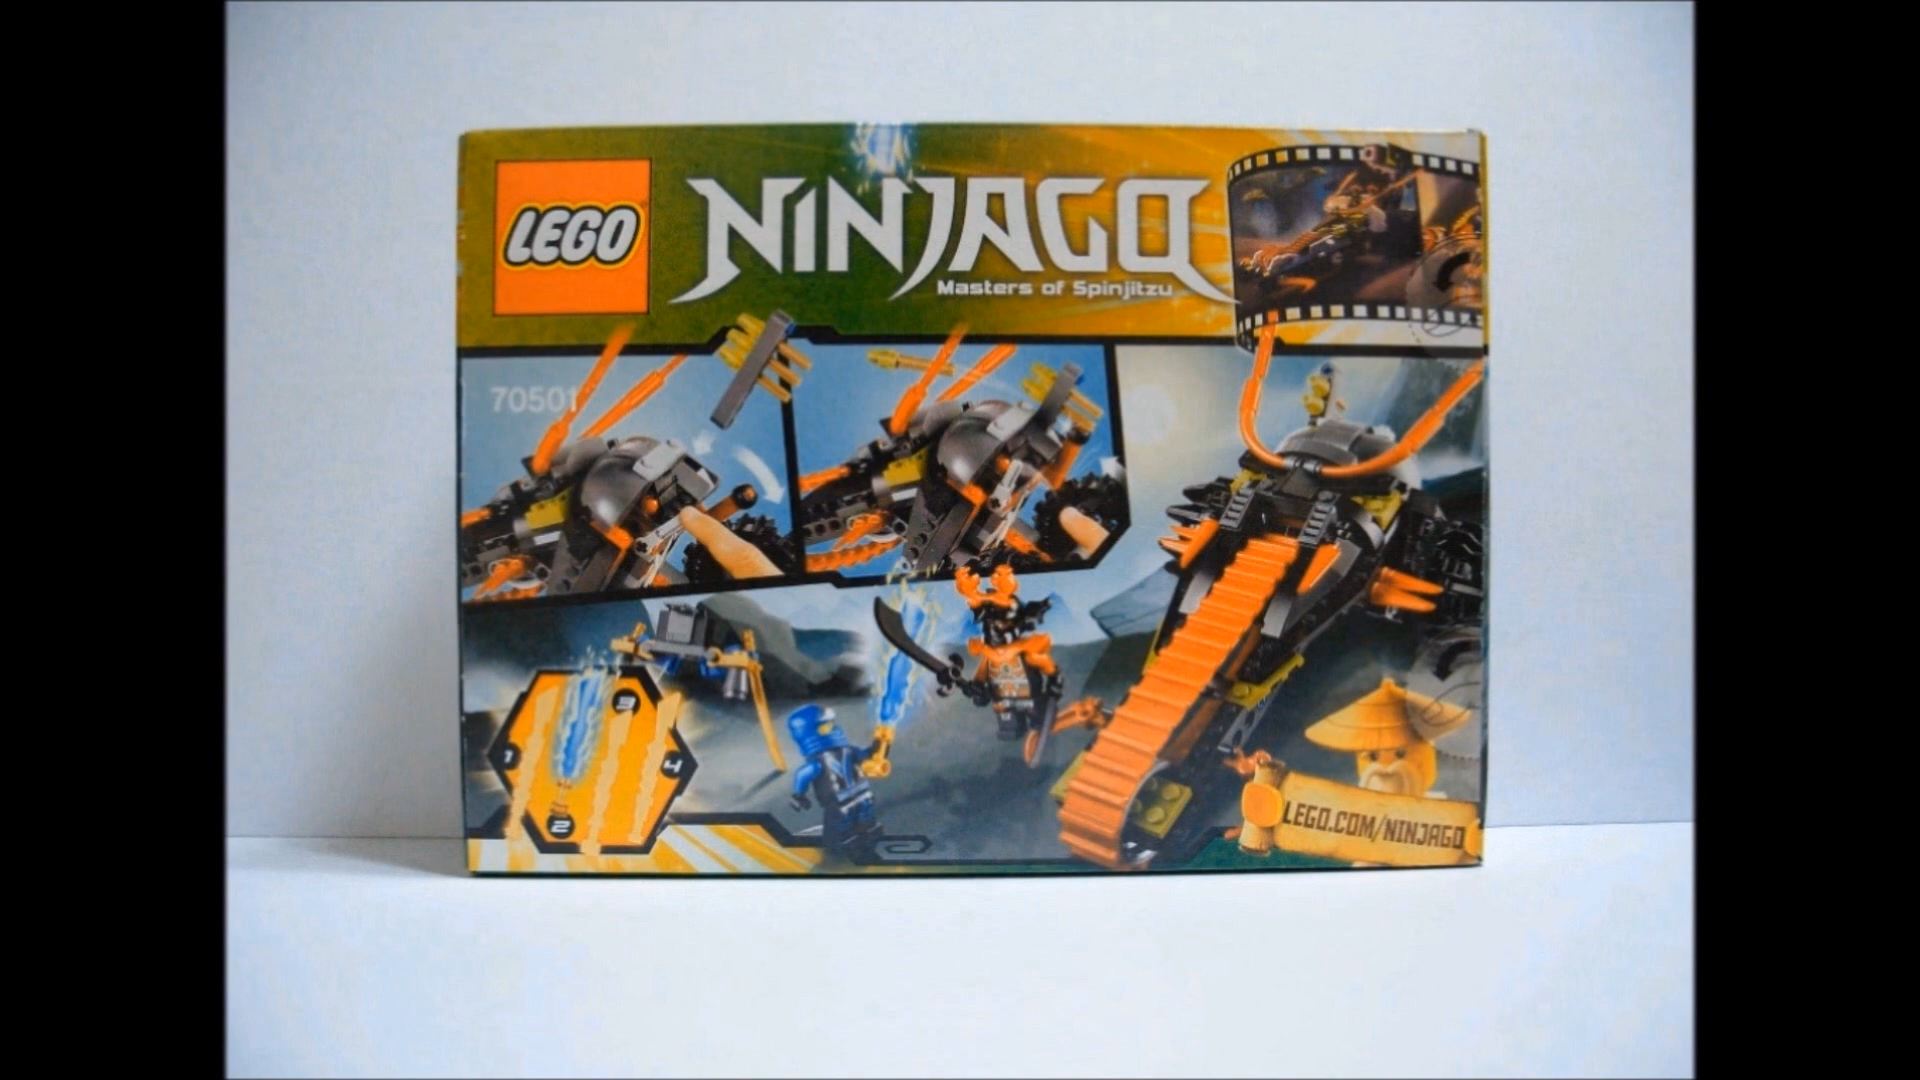 LEGO
NINJAGO
Masters of Spinjitzu
70501
3
1
4
2
LEGO.COM/NINJAGO